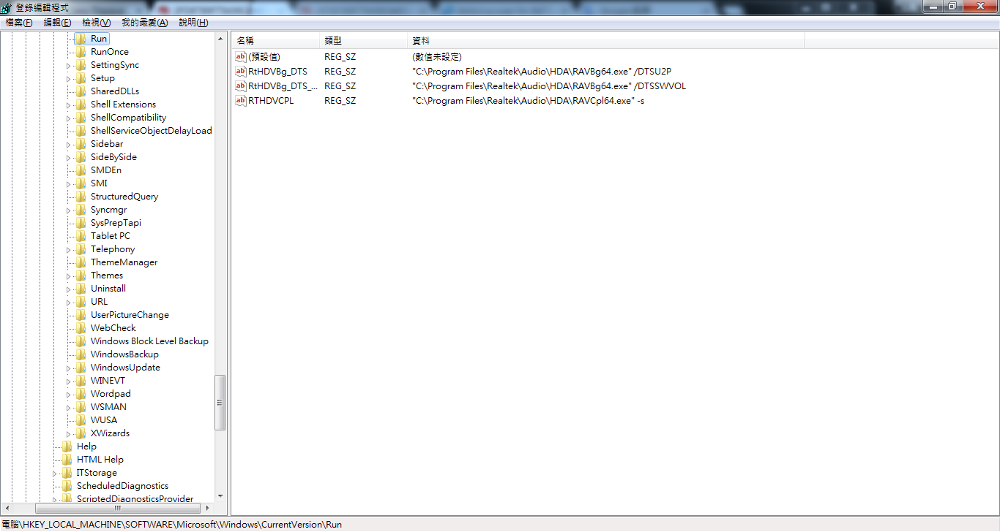 登錄編輯程式
檔案(F) 編輯(E) 檢視(V) 我的最愛(A) 說明(H)
Run
RunOnce
SettingSync
Setup
SharedDLLs
Shell Extensions
ShellCompatibility
ShellServiceObjectDelayLoad
Sidebar
SideBySide
SMDEn
SMI
StructuredQuery
Syncmgr
SysPrepTapi
Tablet PC
Telephony
ThemeManager
Themes
Uninstall
URL
UserPictureChange
WebCheck
Windows Block Level Backup
WindowsBackup
WindowsUpdate
WINEVT
Wordpad
WSMAN
WUSA
XWizards
Help
HTML Help
ITStorage
ScheduledDiagnostics
ScriptedDiagnosticsProvider
名稱 類型 資料
ab (預設值) REG_SZ (數值未設定)
ab RtHDVBg_DTS REG_SZ "C:\Program Files\Realtek\Audio\HDA\RAVBg64.exe" /DTSU2P
ab RtHDVBg_DTS_... REG_SZ "C:\Program Files\Realtek\Audio\HDA\RAVBg64.exe" /DTSSWVOL
ab RTHDVCPL REG_SZ "C:\Program Files\Realtek\Audio\HDA\RAVCpl64.exe" -s
電腦\HKEY_LOCAL_MACHINE\SOFTWARE\Microsoft\Windows\CurrentVersion\Run